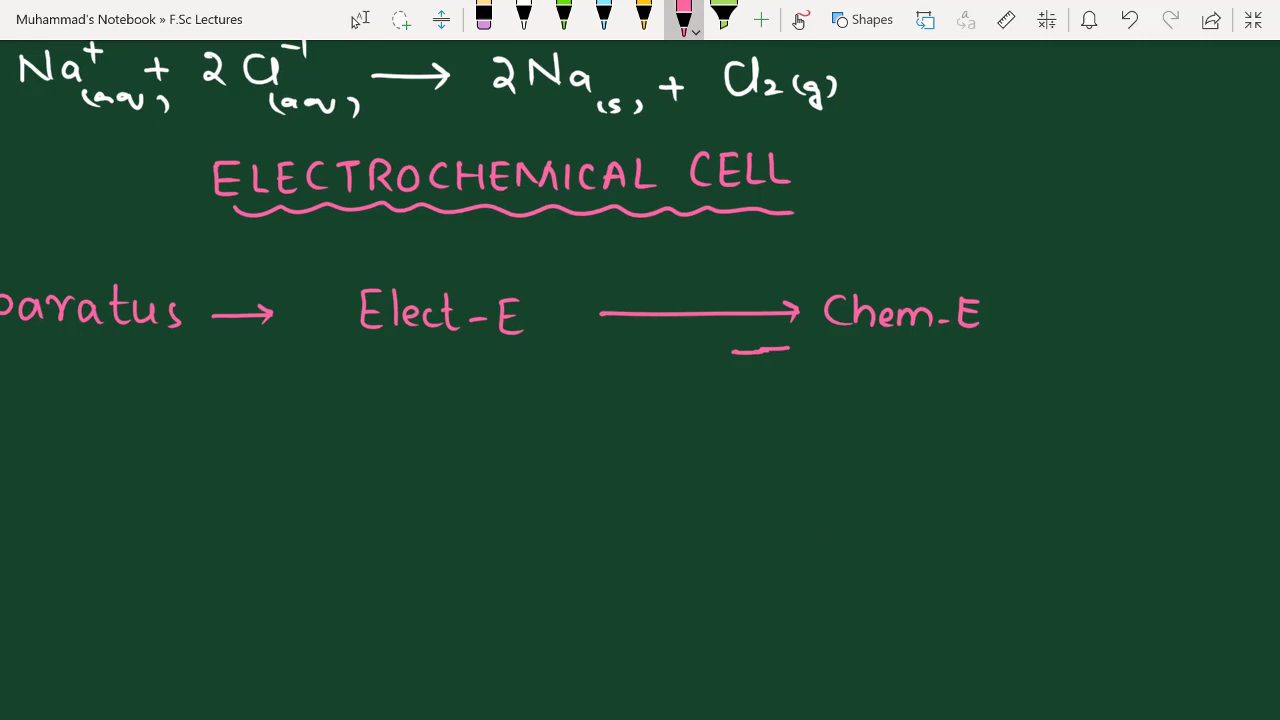 Muhammad's Notebook » F.Sc Lectures
Shapes
Na⁺(aq) + 2Cl⁻¹(aq) ⟶ 2Na(s) + Cl₂(g)
ELECTROCHEMICAL CELL
paratus → Elect-E ⟶ Chem-E